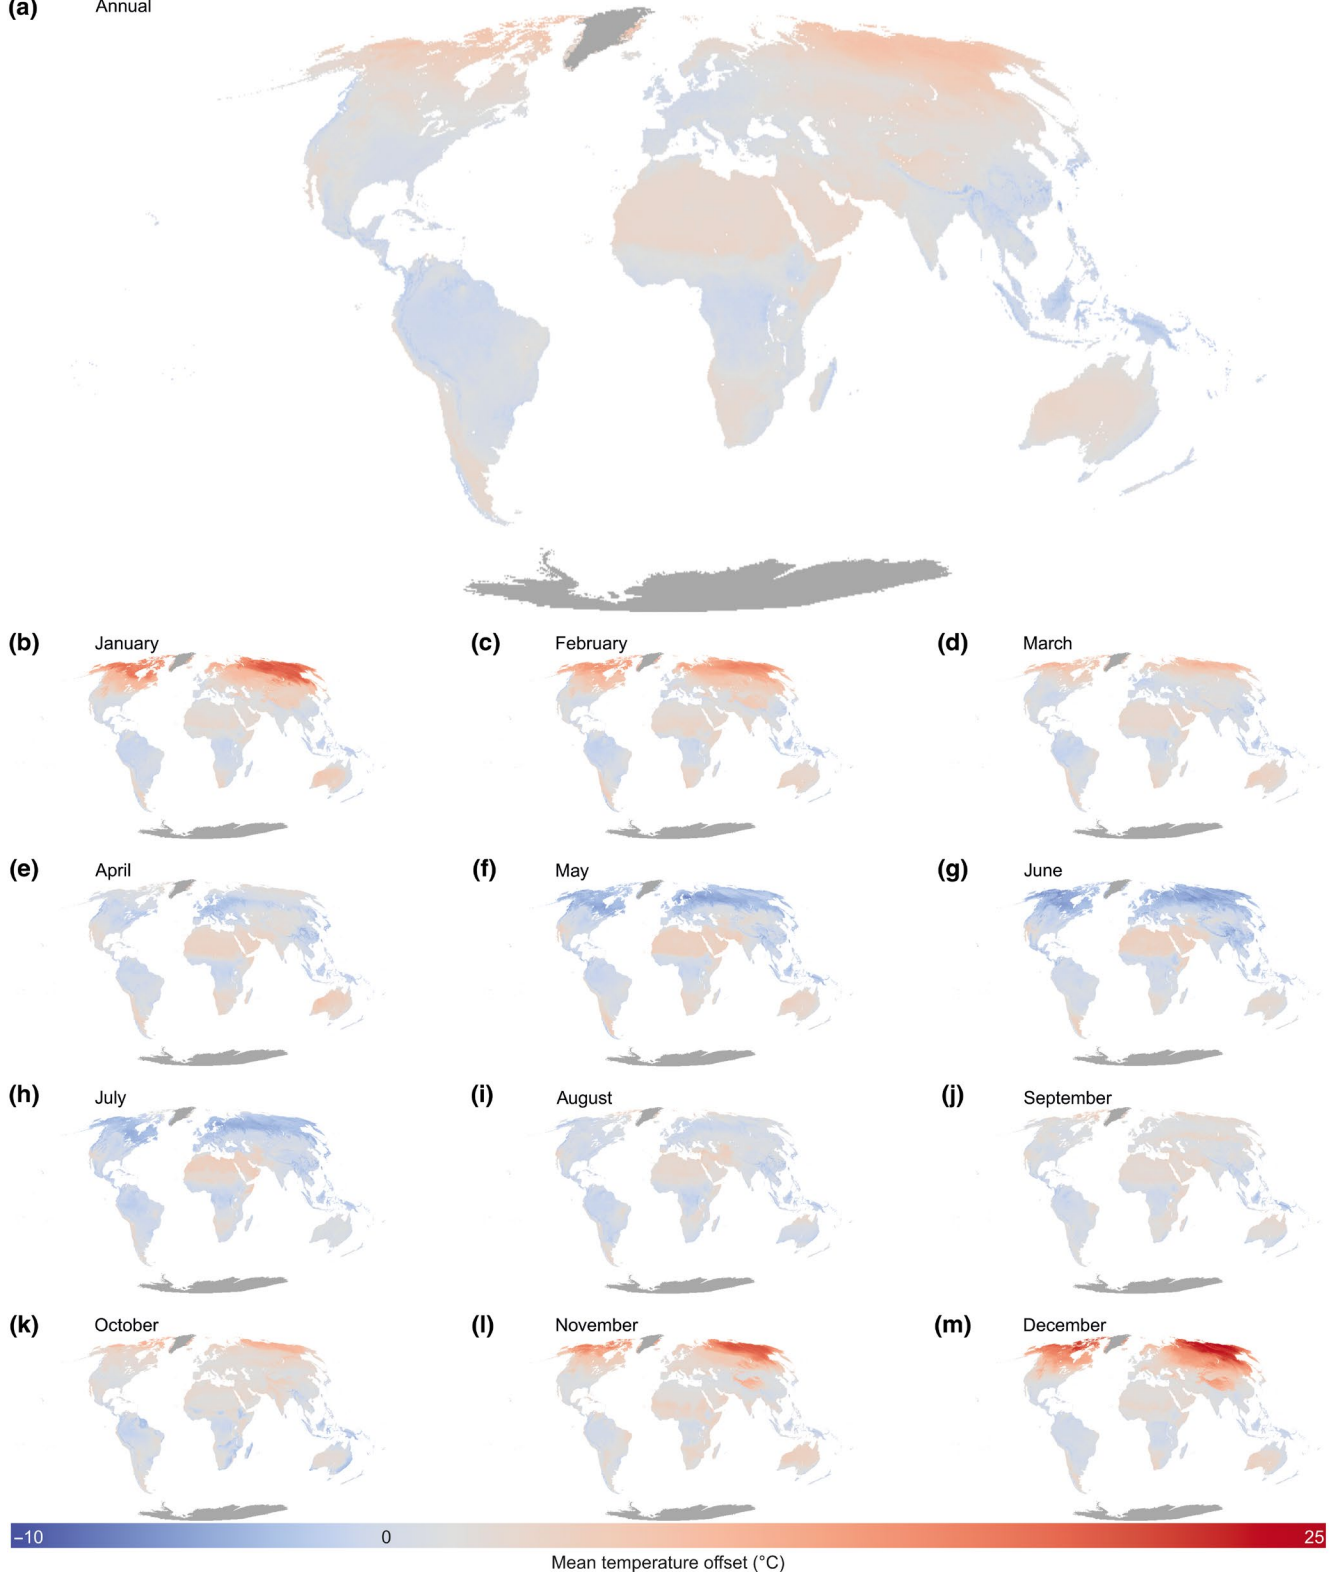 (a) Annual
(b) January (c) February (d) March
(e) April (f) May (g) June
(h) July (i) August (j) September
(k) October (l) November (m) December
−10 0 25
Mean temperature offset (°C)